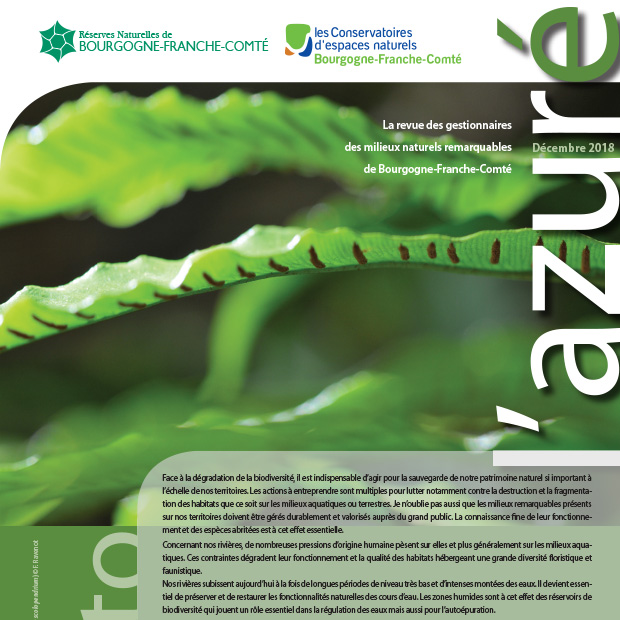 Réserves Naturelles de
BOURGOGNE-FRANCHE-COMTÉ
les Conservatoires
d'espaces naturels
Bourgogne-Franche-Comté
l'azuré
La revue des gestionnaires
des milieux naturels remarquables
de Bourgogne-Franche-Comté
Décembre 2018
Face à la dégradation de la biodiversité, il est indispensable d'agir pour la sauvegarde de notre patrimoine naturel si important à
l'échelle de nos territoires. Les actions à entreprendre sont multiples pour lutter notamment contre la destruction et la fragmenta-
tion des habitats que ce soit sur les milieux aquatiques ou terrestres. Je n'oublie pas aussi que les milieux remarquables présents
sur nos territoires doivent être gérés durablement et valorisés auprès du grand public. La connaissance fine de leur fonctionne-
ment et des espèces abritées est à cet effet essentielle.
Concernant nos rivières, de nombreuses pressions d'origine humaine pèsent sur elles et plus généralement sur les milieux aqua-
tiques. Ces contraintes dégradent leur fonctionnement et la qualité des habitats hébergeant une grande diversité floristique et
faunistique.
Nos rivières subissent aujourd'hui à la fois de longues périodes de niveau très bas et d'intenses montées des eaux. Il devient essen-
tiel de préserver et de restaurer les fonctionnalités naturelles des cours d'eau. Les zones humides sont à cet effet des réservoirs de
biodiversité qui jouent un rôle essentiel dans la régulation des eaux mais aussi pour l'autoépuration.
to